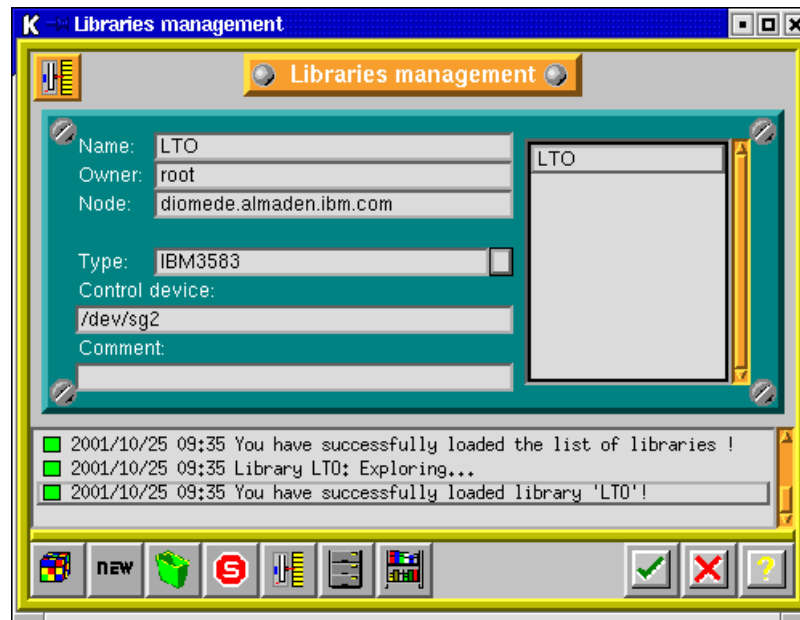 K Libraries management
Libraries management
Name: LTO
Owner: root
Node: diomede.almaden.ibm.com
Type: IBM3583
Control device:
/dev/sg2
Comment:
LTO
2001/10/25 09:35 You have successfully loaded the list of libraries !
2001/10/25 09:35 Library LTO: Exploring...
2001/10/25 09:35 You have successfully loaded library 'LTO'!
NEW
S
?